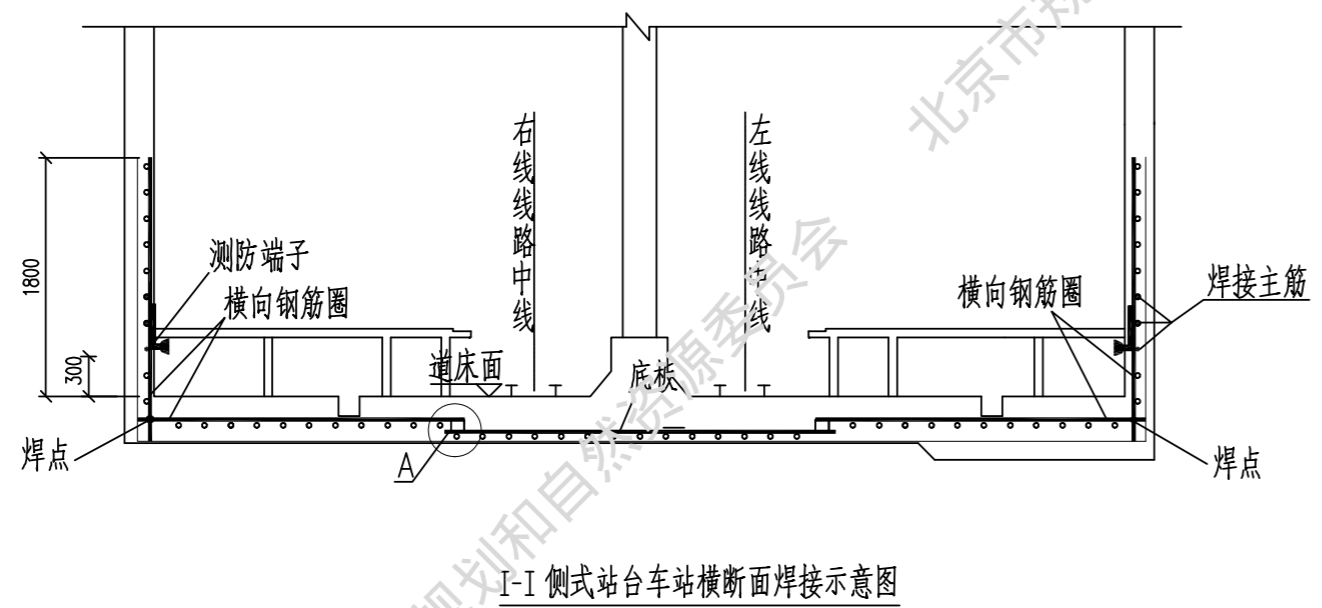 北京市规
右线线路中线
左线线路中线
测防端子
横向钢筋圈
横向钢筋圈
焊接主筋
1800
300
道床面
底板
焊点
A
焊点
规划和自然资源委员会
I-I 侧式站台车站横断面焊接示意图